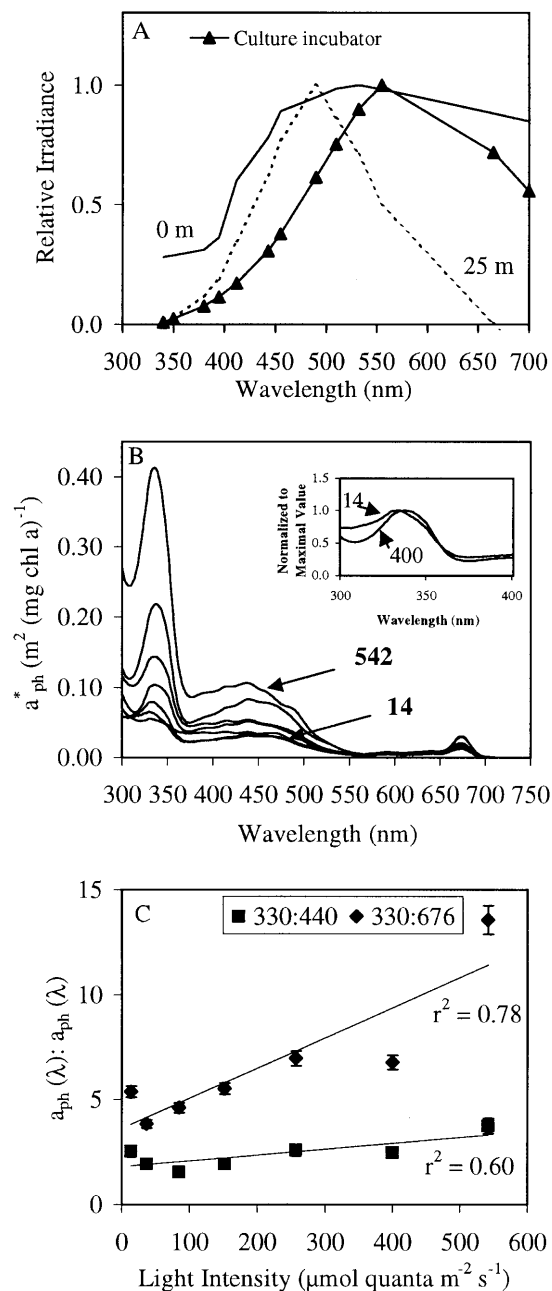 A
Culture incubator
Relative Irradiance
1.0
0.5
0.0
0 m
25 m
300 350 400 450 500 550 600 650 700
Wavelength (nm)
B
a*ph (m2 (mg chl a)-1)
0.40
0.30
0.20
0.10
0.00
542
14
300 350 400 450 500 550 600 650 700 750
Wavelength (nm)
Normalized to
Maximal Value
1.5
1.0
0.5
0.0
14
400
300 350 400
Wavelength (nm)
C
330:440 330:676
aph (λ): aph (λ)
15
10
5
0
r2 = 0.78
r2 = 0.60
0 100 200 300 400 500 600
Light Intensity (μmol quanta m-2 s-1)